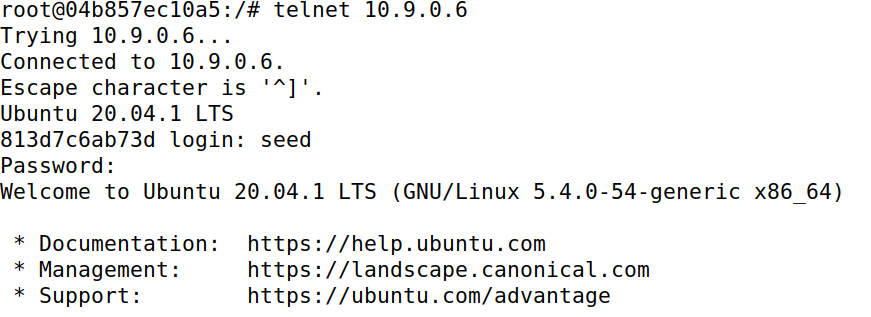 root@04b857ec10a5:/# telnet 10.9.0.6
Trying 10.9.0.6...
Connected to 10.9.0.6.
Escape character is '^]'.
Ubuntu 20.04.1 LTS
813d7c6ab73d login: seed
Password:
Welcome to Ubuntu 20.04.1 LTS (GNU/Linux 5.4.0-54-generic x86_64)
 * Documentation:  https://help.ubuntu.com
 * Management:     https://landscape.canonical.com
 * Support:        https://ubuntu.com/advantage